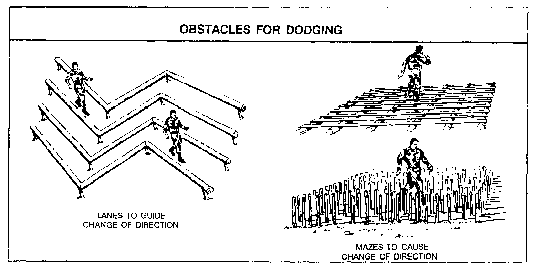 OBSTACLES FOR DODGING
LANES TO GUIDE
CHANGE OF DIRECTION
MAZES TO CAUSE
CHANGE OF DIRECTION